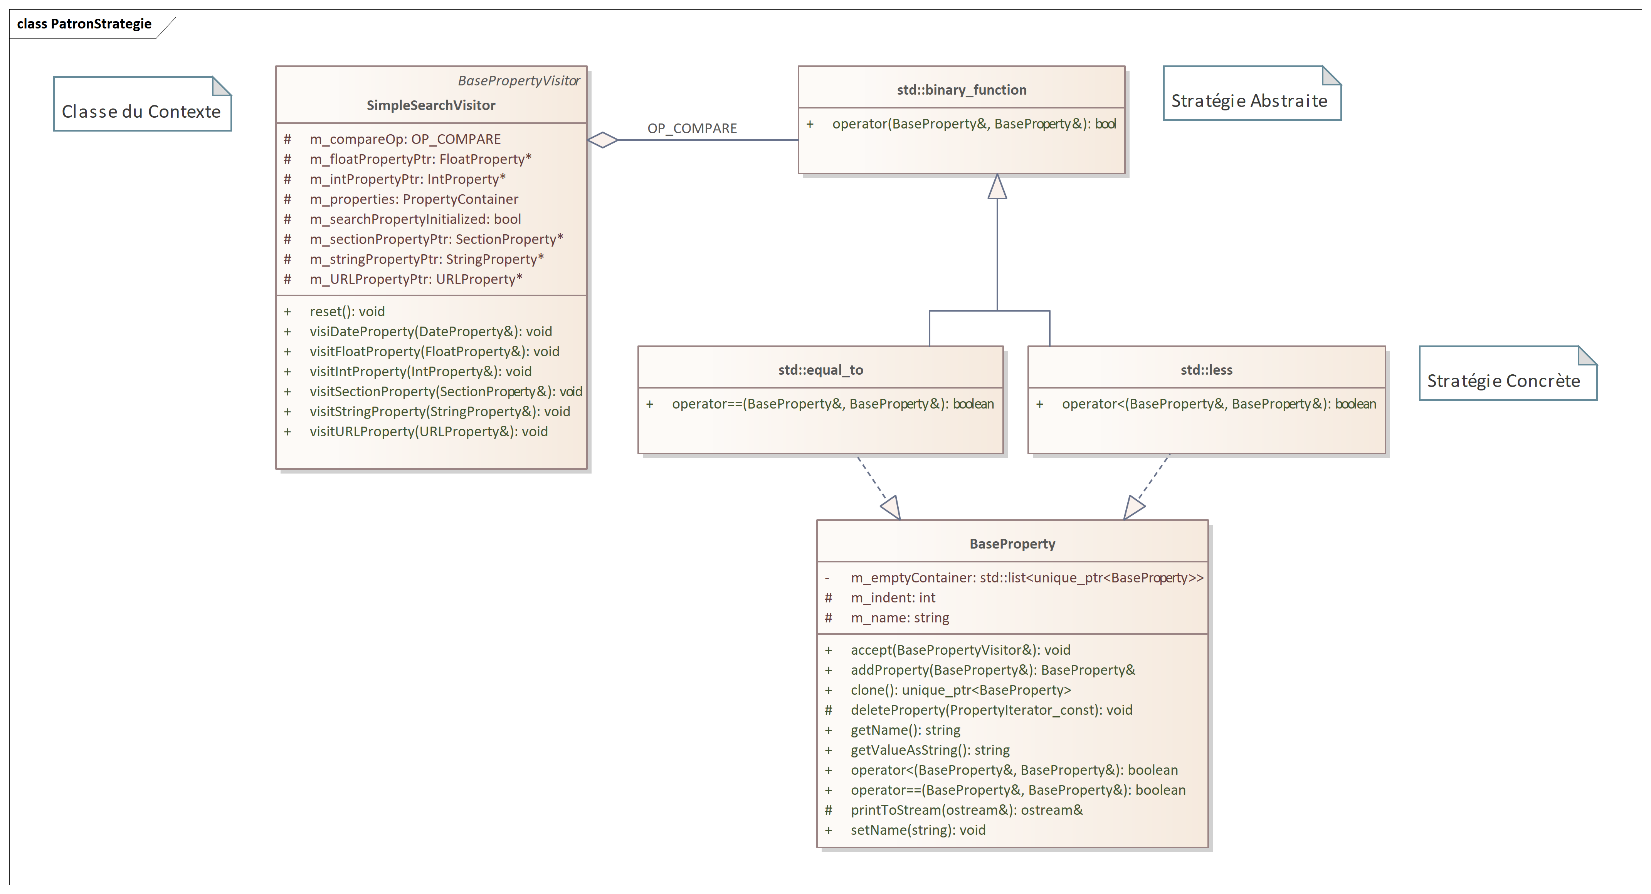 class PatronStrategie
Classe du Contexte
BasePropertyVisitor
SimpleSearchVisitor
# m_compareOp: OP_COMPARE
# m_floatPropertyPtr: FloatProperty*
# m_intPropertyPtr: IntProperty*
# m_properties: PropertyContainer
# m_searchPropertyInitialized: bool
# m_sectionPropertyPtr: SectionProperty*
# m_stringPropertyPtr: StringProperty*
# m_URLPropertyPtr: URLProperty*
+ reset(): void
+ visiDateProperty(DateProperty&): void
+ visitFloatProperty(FloatProperty&): void
+ visitIntProperty(IntProperty&): void
+ visitSectionProperty(SectionProperty&): void
+ visitStringProperty(StringProperty&): void
+ visitURLProperty(URLProperty&): void
OP_COMPARE
std::binary_function
+ operator(BaseProperty&, BaseProperty&): bool
Stratégie Abstraite
std::equal_to
+ operator==(BaseProperty&, BaseProperty&): boolean
std::less
+ operator<(BaseProperty&, BaseProperty&): boolean
Stratégie Concrète
BaseProperty
- m_emptyContainer: std::list<unique_ptr<BaseProperty>>
# m_indent: int
# m_name: string
+ accept(BasePropertyVisitor&): void
+ addProperty(BaseProperty&): BaseProperty&
+ clone(): unique_ptr<BaseProperty>
# deleteProperty(PropertyIterator_const): void
+ getName(): string
+ getValueAsString(): string
+ operator<(BaseProperty&, BaseProperty&): boolean
+ operator==(BaseProperty&, BaseProperty&): boolean
# printToStream(ostream&): ostream&
+ setName(string): void